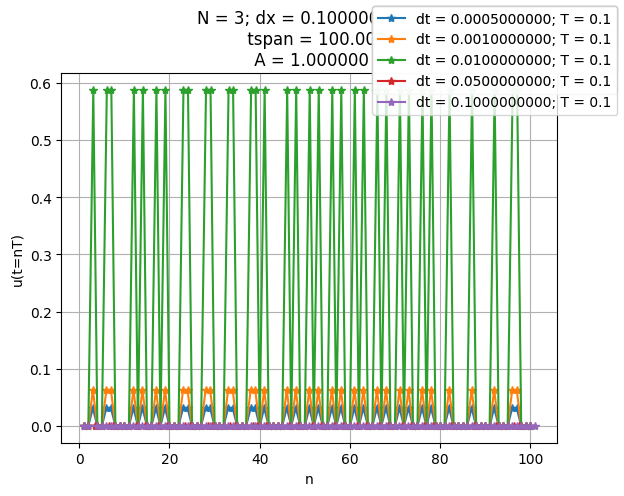 N = 3; dx = 0.10000
tspan = 100.00
A = 1.000000
dt = 0.0005000000; T = 0.1
dt = 0.0010000000; T = 0.1
dt = 0.0100000000; T = 0.1
dt = 0.0500000000; T = 0.1
dt = 0.1000000000; T = 0.1
0.6
0.5
0.4
0.3
0.2
0.1
0.0
u(t=nT)
0 20 40 60 80 100
n